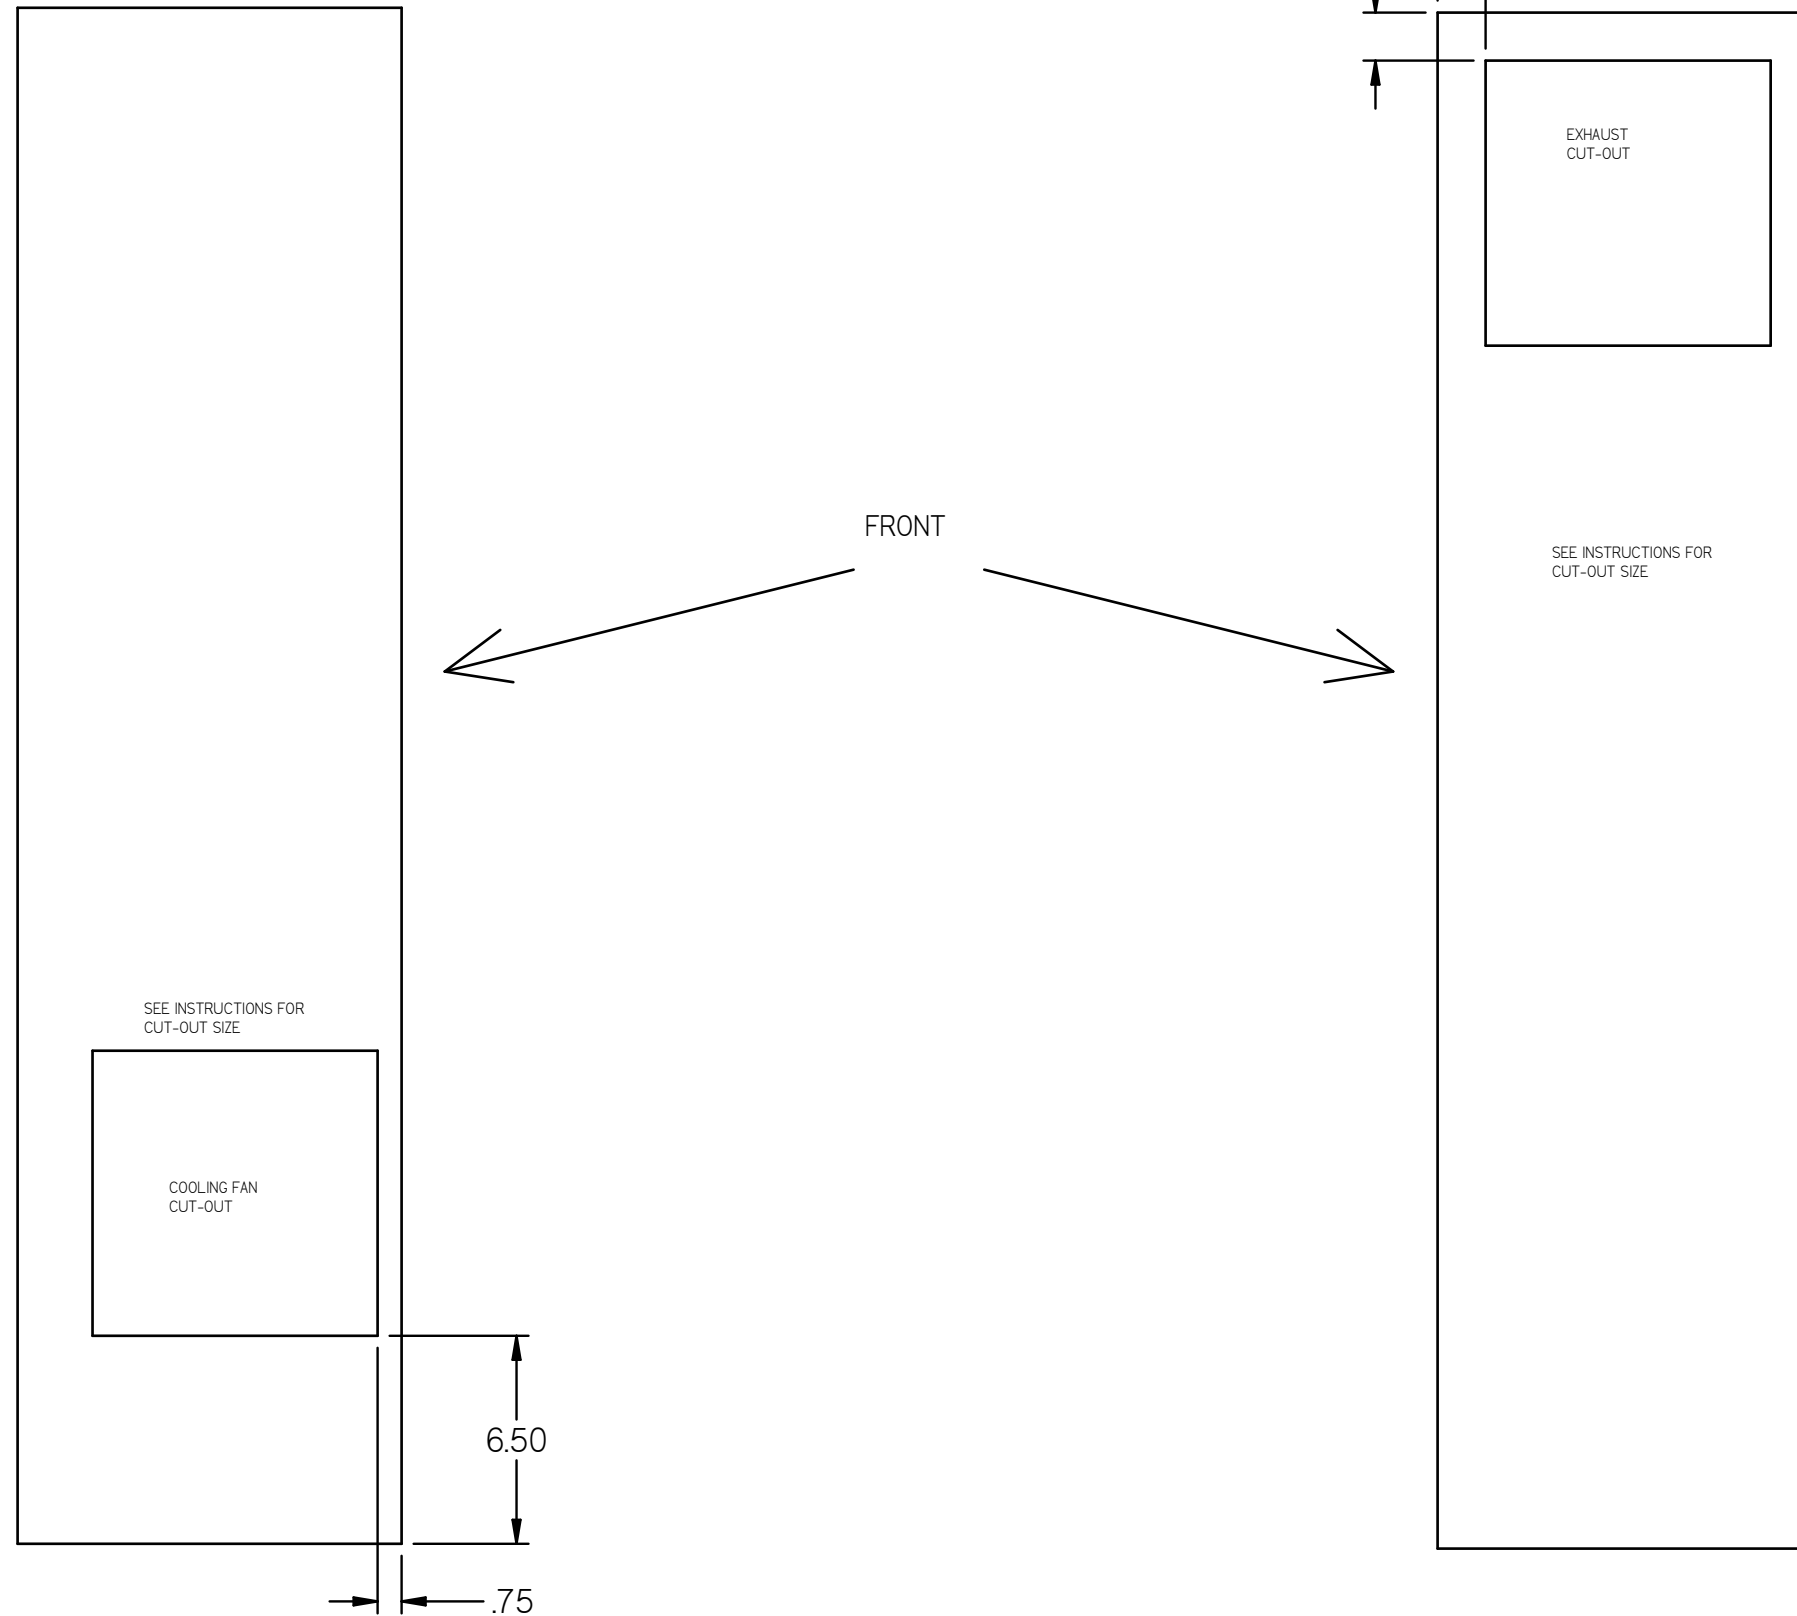 EXHAUST
CUT-OUT
FRONT
SEE INSTRUCTIONS FOR
CUT-OUT SIZE
SEE INSTRUCTIONS FOR
CUT-OUT SIZE
COOLING FAN
CUT-OUT
6.50
.75